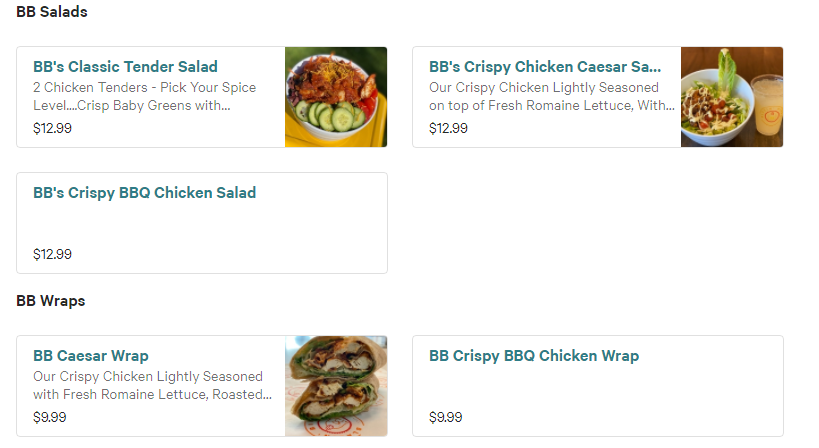 BB Salads
BB's Classic Tender Salad
2 Chicken Tenders - Pick Your Spice
Level....Crisp Baby Greens with...
$12.99
BB's Crispy Chicken Caesar Sa...
Our Crispy Chicken Lightly Seasoned
on top of Fresh Romaine Lettuce, With...
$12.99
BB's Crispy BBQ Chicken Salad
$12.99
BB Wraps
BB Caesar Wrap
Our Crispy Chicken Lightly Seasoned
with Fresh Romaine Lettuce, Roasted...
$9.99
BB Crispy BBQ Chicken Wrap
$9.99